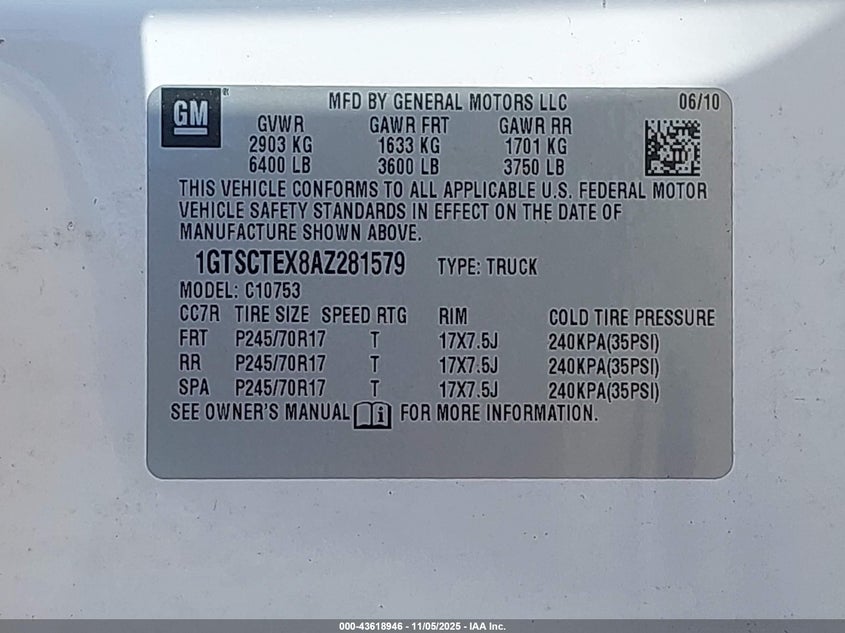 GM
MFD BY GENERAL MOTORS LLC 06/10
GVWR GAWR FRT GAWR RR
2903 KG 1633 KG 1701 KG
6400 LB 3600 LB 3750 LB
THIS VEHICLE CONFORMS TO ALL APPLICABLE U.S. FEDERAL MOTOR
VEHICLE SAFETY STANDARDS IN EFFECT ON THE DATE OF
MANUFACTURE SHOWN ABOVE.
1GTSCTEX8AZ281579 TYPE: TRUCK
MODEL: C10753
CC7R TIRE SIZE SPEED RTG RIM COLD TIRE PRESSURE
FRT P245/70R17 T 17X7.5J 240KPA(35PSI)
RR P245/70R17 T 17X7.5J 240KPA(35PSI)
SPA P245/70R17 T 17X7.5J 240KPA(35PSI)
SEE OWNER'S MANUAL FOR MORE INFORMATION.
000-43618946 - 11/05/2025 - IAA Inc.